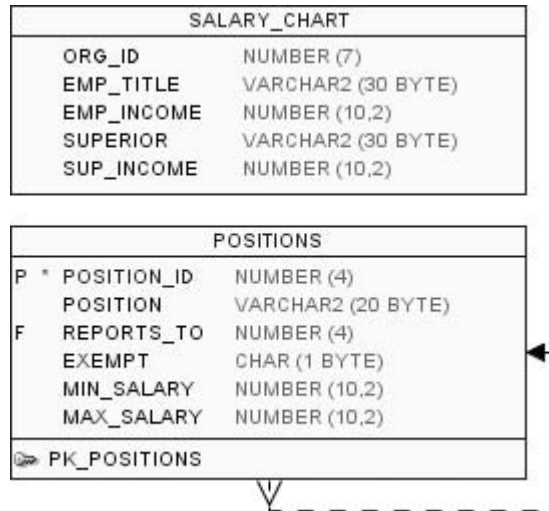 SALARY_CHART
ORG_ID NUMBER (7)
EMP_TITLE VARCHAR2 (30 BYTE)
EMP_INCOME NUMBER (10,2)
SUPERIOR VARCHAR2 (30 BYTE)
SUP_INCOME NUMBER (10,2)
POSITIONS
P * POSITION_ID NUMBER (4)
POSITION VARCHAR2 (20 BYTE)
F REPORTS_TO NUMBER (4)
EXEMPT CHAR (1 BYTE)
MIN_SALARY NUMBER (10,2)
MAX_SALARY NUMBER (10,2)
PK_POSITIONS